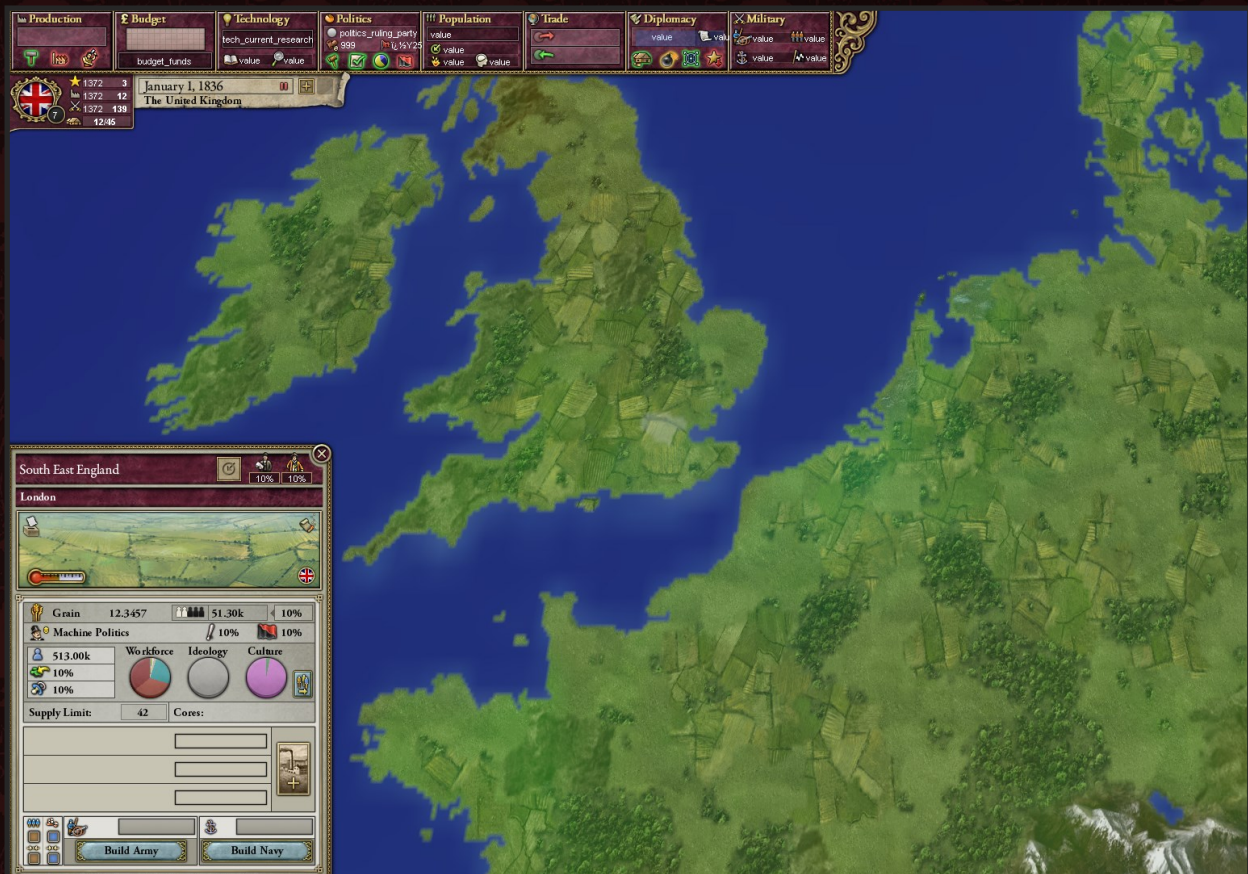 Production
Budget
Technology
Politics
Population
Trade
Diplomacy
Military
budget_funds
tech_current_research
value value
politics_ruling_party
999
value
value
value value
value valu
value value
value value
1372 3
1372 12
1372 139
12/46
7
January 1, 1836
The United Kingdom
South East England
10% 10%
London
Grain 12.3457 51.30k 10%
Machine Politics 10% 10%
513.00k
10%
10%
Workforce Ideology Culture
Supply Limit: 42 Cores:
Build Army Build Navy